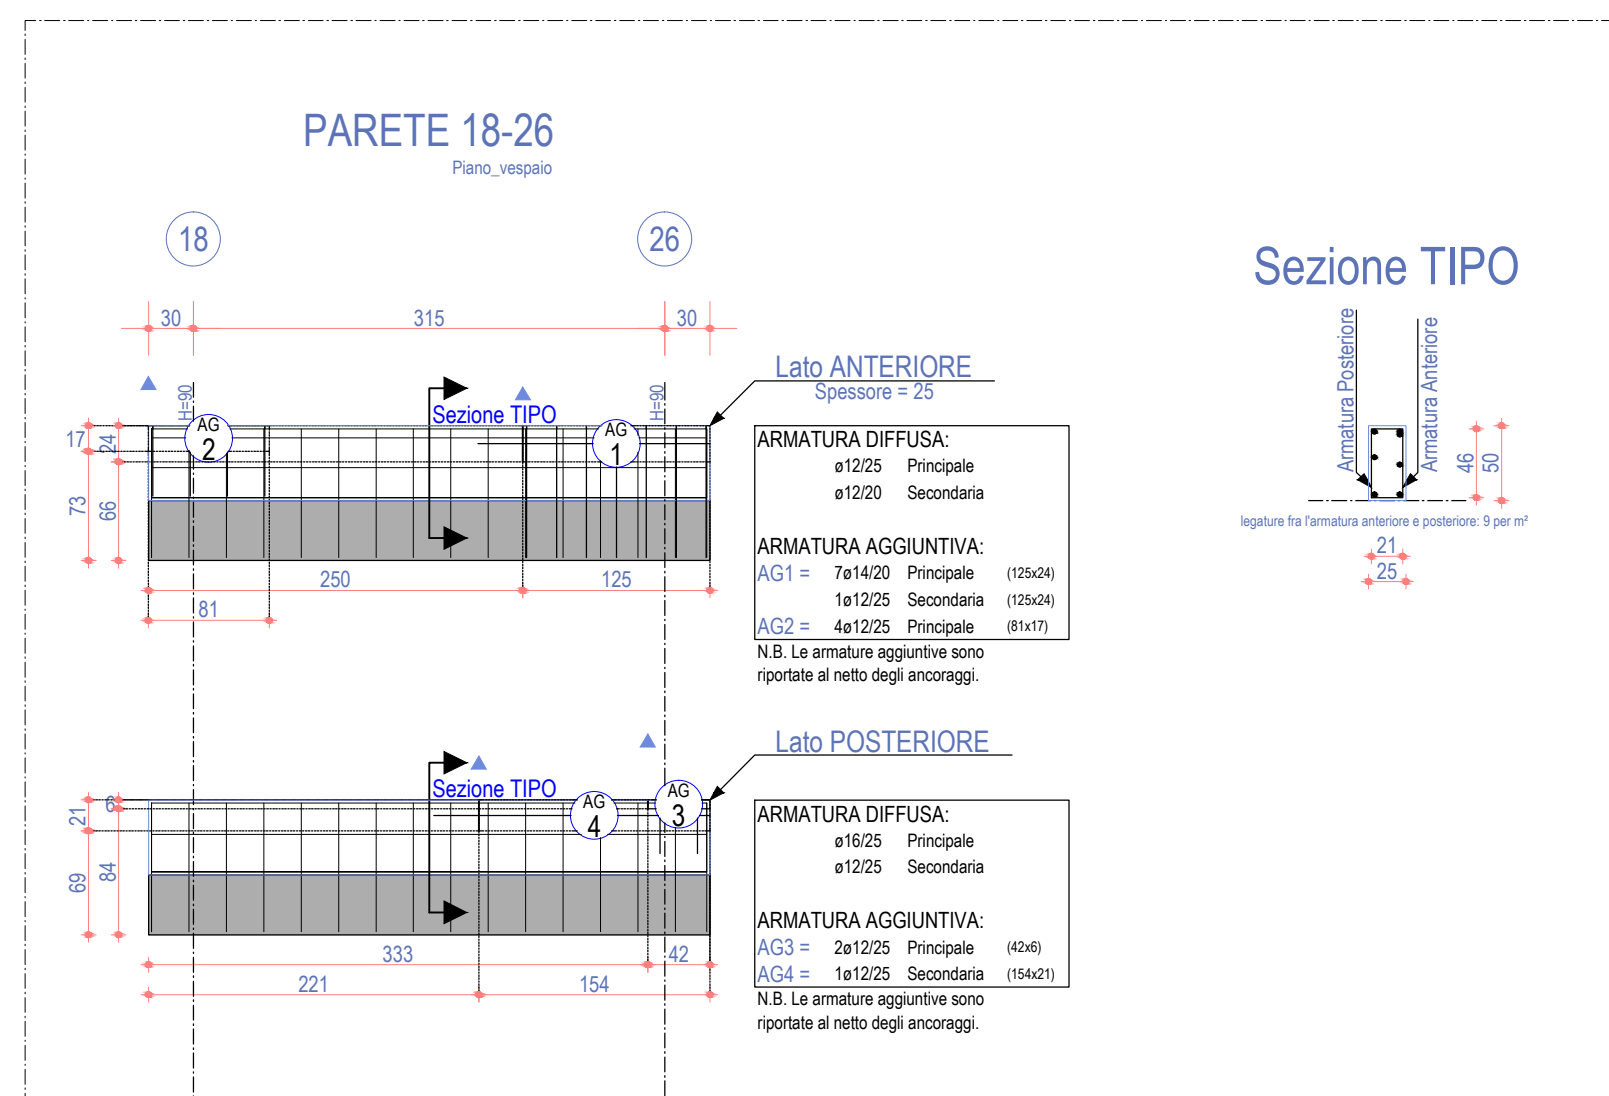 PARETE 18-26
Piano_vespaio
18
26
30
315
30
H=90
H=90
Sezione TIPO
AG
2
AG
1
17
24
73
66
250
125
81
Lato ANTERIORE
Spessore = 25
ARMATURA DIFFUSA:
ø12/25 Principale
ø12/20 Secondaria
ARMATURA AGGIUNTIVA:
AG1 = 7ø14/20 Principale (125x24)
1ø12/25 Secondaria (125x24)
AG2 = 4ø12/25 Principale (81x17)
N.B. Le armature aggiuntive sono
riportate al netto degli ancoraggi.
Sezione TIPO
Armatura Posteriore
Armatura Anteriore
46
50
legature fra l'armatura anteriore e posteriore: 9 per m²
21
25
Sezione TIPO
AG
4
AG
3
21
6
69
84
333
42
221
154
Lato POSTERIORE
ARMATURA DIFFUSA:
ø16/25 Principale
ø12/25 Secondaria
ARMATURA AGGIUNTIVA:
AG3 = 2ø12/25 Principale (42x6)
AG4 = 1ø12/25 Secondaria (154x21)
N.B. Le armature aggiuntive sono
riportate al netto degli ancoraggi.